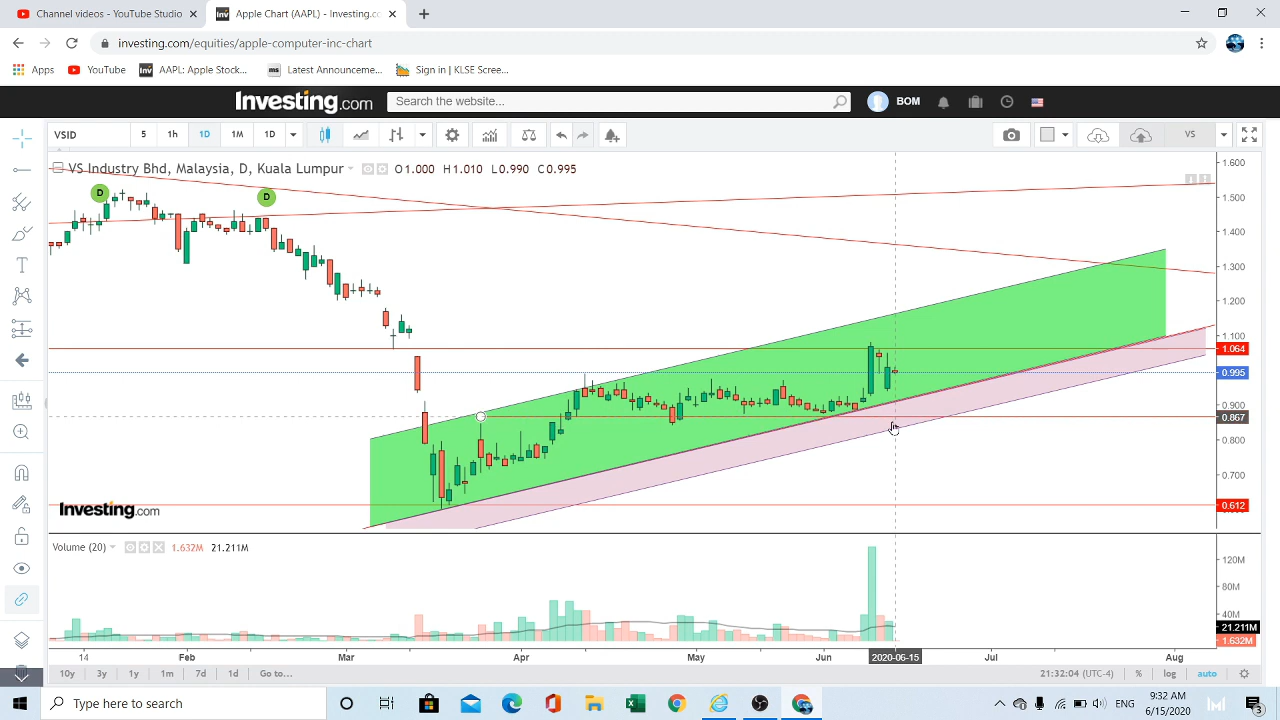 Channel videos - YouTube Studio
Apple Chart (AAPL) - Investing.co
investing.com/equities/apple-computer-inc-chart
Apps YouTube AAPL: Apple Stock... Latest Announceme... Sign in | KLSE Scree...
Investing.com Search the website... BOM
VSID 5 1h 1D 1M 1D VS
VS Industry Bhd, Malaysia, D, Kuala Lumpur O1.000 H1.010 L0.990 C0.995
D
D
1.600
1.500
1.400
1.300
1.200
1.100
1.064
0.995
0.900
0.867
0.800
0.700
0.612
Investing.com
Volume (20) 1.632M 21.211M
120M
80M
40M
21.211M
1.632M
14 Feb Mar Apr May Jun 2020-06-15 Jul Aug
10y 3y 1y 1m 7d 1d Go to... 21:32:04 (UTC-4) % log auto
Type here to search
ENG
9:32 AM
6/15/2020
3